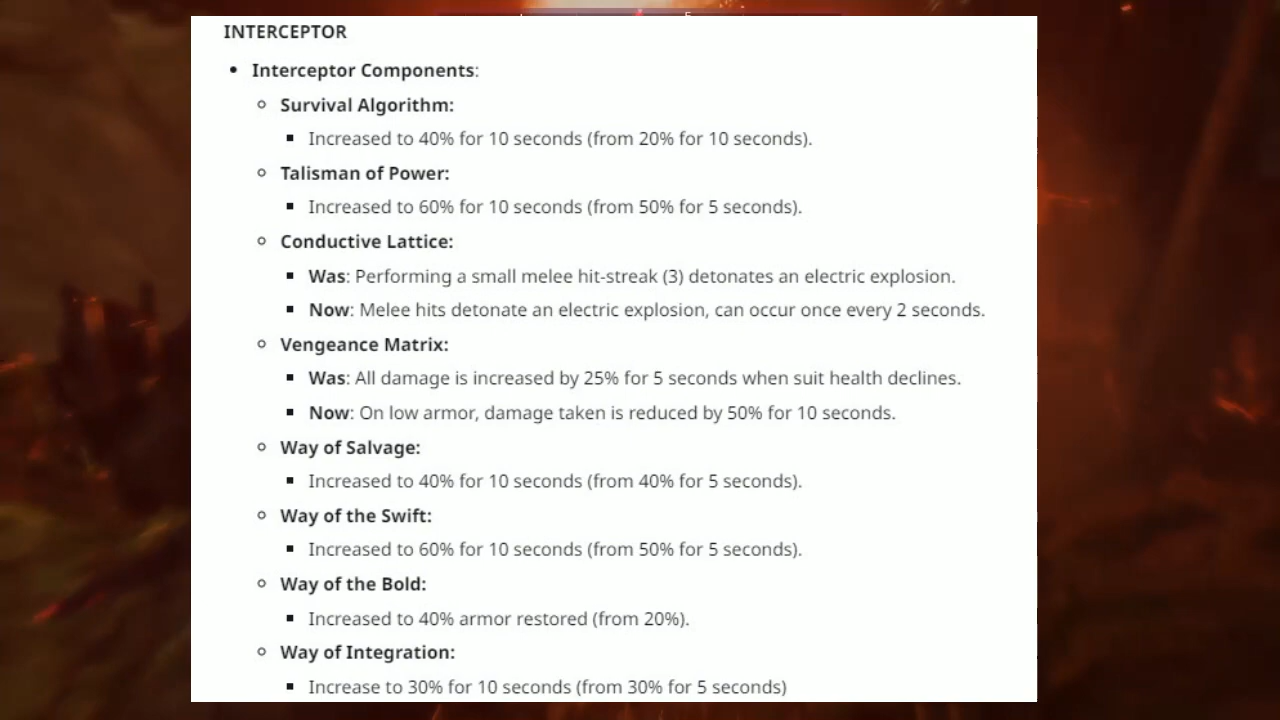 INTERCEPTOR
Interceptor Components:
Survival Algorithm:
Increased to 40% for 10 seconds (from 20% for 10 seconds).
Talisman of Power:
Increased to 60% for 10 seconds (from 50% for 5 seconds).
Conductive Lattice:
Was: Performing a small melee hit-streak (3) detonates an electric explosion.
Now: Melee hits detonate an electric explosion, can occur once every 2 seconds.
Vengeance Matrix:
Was: All damage is increased by 25% for 5 seconds when suit health declines.
Now: On low armor, damage taken is reduced by 50% for 10 seconds.
Way of Salvage:
Increased to 40% for 10 seconds (from 40% for 5 seconds).
Way of the Swift:
Increased to 60% for 10 seconds (from 50% for 5 seconds).
Way of the Bold:
Increased to 40% armor restored (from 20%).
Way of Integration:
Increase to 30% for 10 seconds (from 30% for 5 seconds)